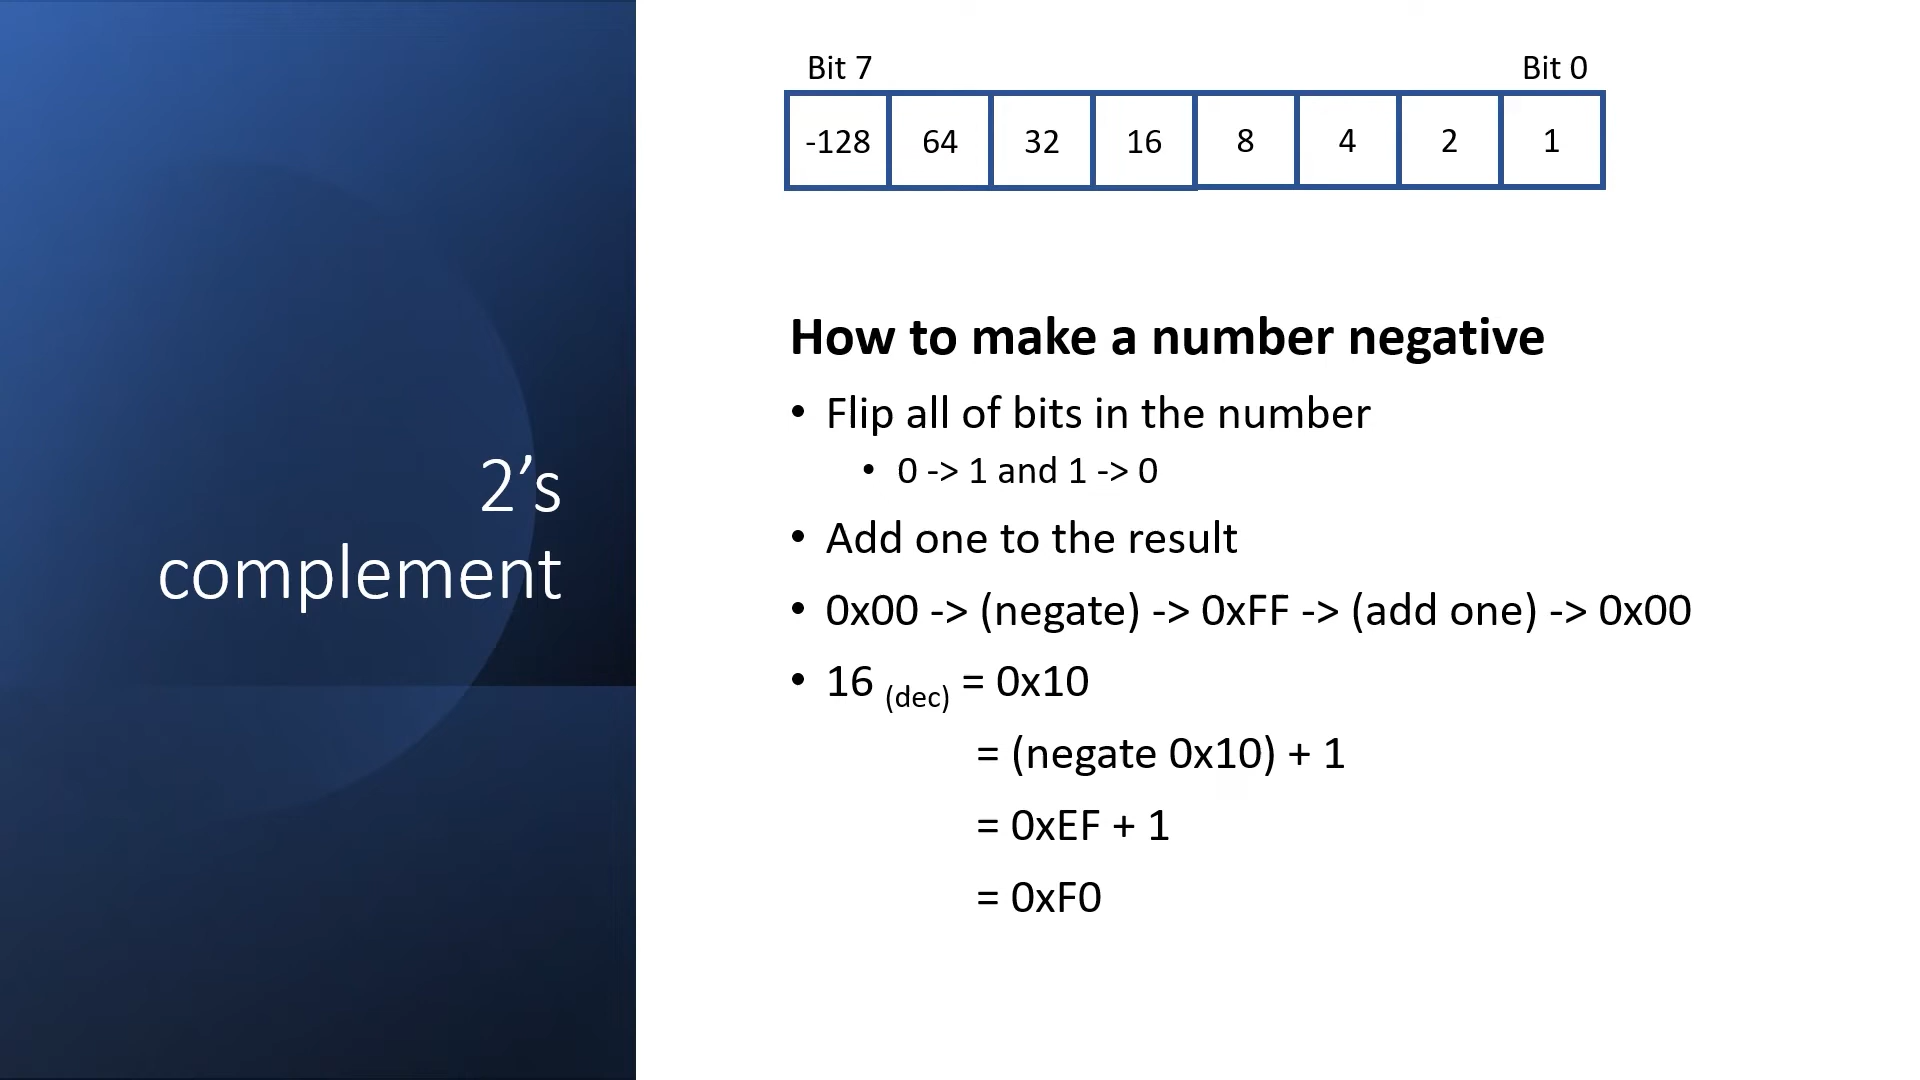 2's
complement
Bit 7 Bit 0
-128 64 32 16 8 4 2 1
How to make a number negative
• Flip all of bits in the number
• 0 -> 1 and 1 -> 0
• Add one to the result
• 0x00 -> (negate) -> 0xFF -> (add one) -> 0x00
• 16 (dec) = 0x10
= (negate 0x10) + 1
= 0xEF + 1
= 0xF0